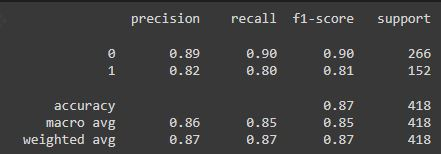 precision recall f1-score support
0 0.89 0.90 0.90 266
1 0.82 0.80 0.81 152
accuracy 0.87 418
macro avg 0.86 0.85 0.85 418
weighted avg 0.87 0.87 0.87 418